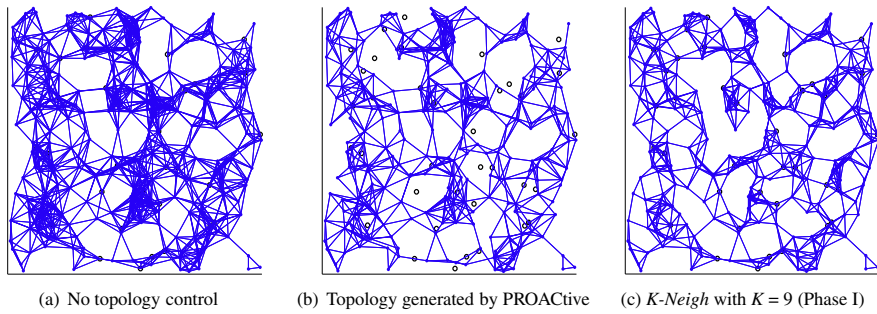 (a) No topology control
(b) Topology generated by PROACtive
(c) K-Neigh with K = 9 (Phase I)